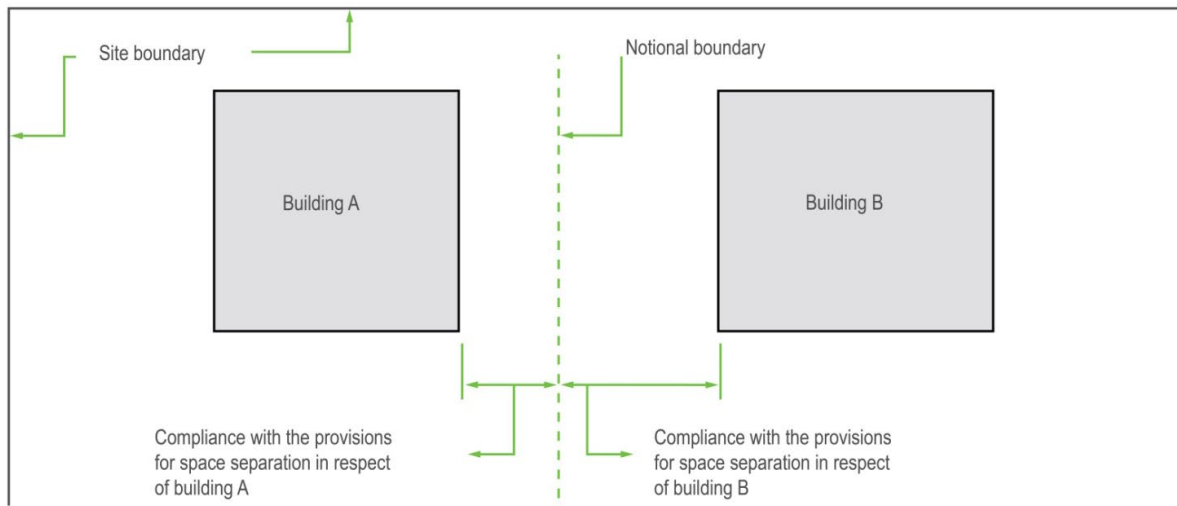 Site boundary
Notional boundary
Building A
Building B
Compliance with the provisions
for space separation in respect
of building A
Compliance with the provisions
for space separation in respect
of building B